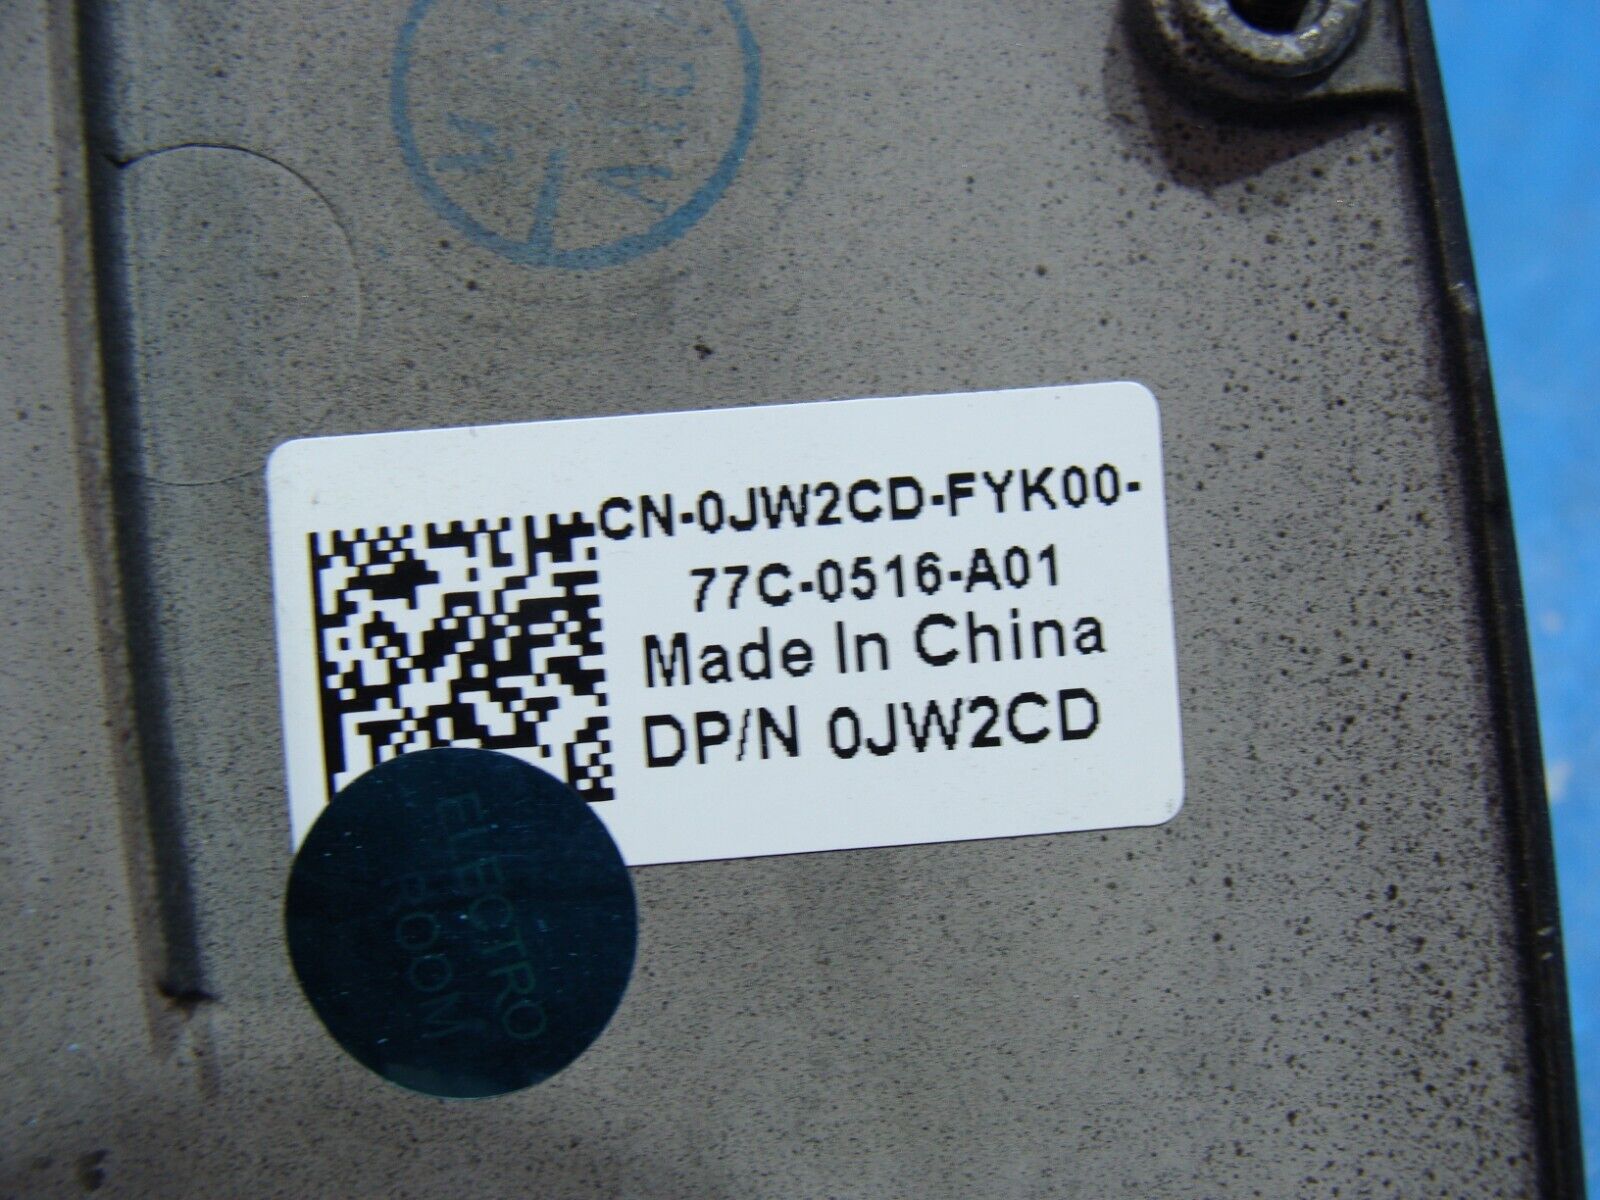 CN-0JW2CD-FYK00-
77C-0516-A01
Made In China
DP/N 0JW2CD
ELECTRO
ROOM